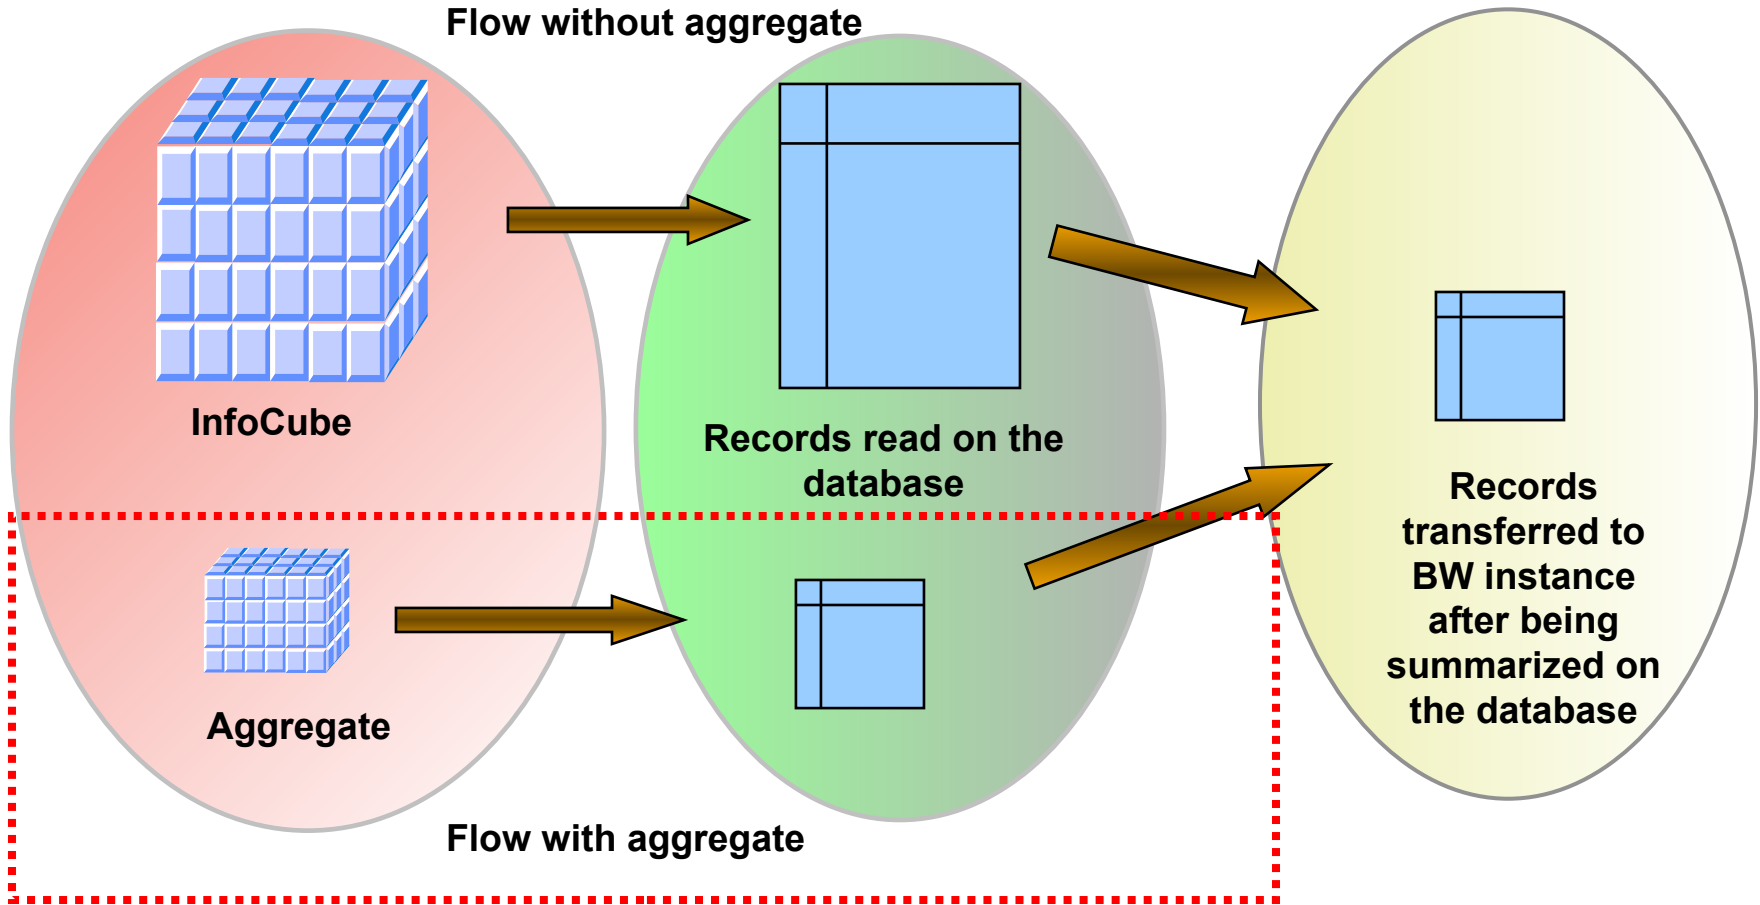 Flow without aggregate
InfoCube
Records read on the
database
Records
transferred to
BW instance
after being
summarized on
the database
Aggregate
Flow with aggregate